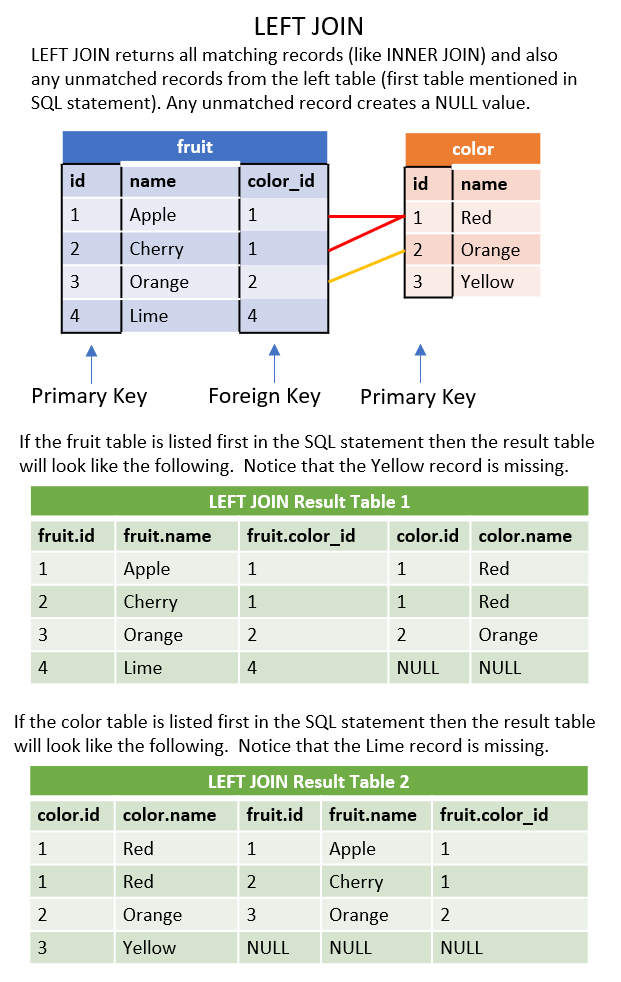 LEFT JOIN
LEFT JOIN returns all matching records (like INNER JOIN) and also
any unmatched records from the left table (first table mentioned in
SQL statement). Any unmatched record creates a NULL value.
fruit
id name color_id
1 Apple 1
2 Cherry 1
3 Orange 2
4 Lime 4
color
id name
1 Red
2 Orange
3 Yellow
Primary Key Foreign Key Primary Key
If the fruit table is listed first in the SQL statement then the result table
will look like the following.  Notice that the Yellow record is missing.
LEFT JOIN Result Table 1
fruit.id fruit.name fruit.color_id color.id color.name
1 Apple 1 1 Red
2 Cherry 1 1 Red
3 Orange 2 2 Orange
4 Lime 4 NULL NULL
If the color table is listed first in the SQL statement then the result table
will look like the following.  Notice that the Lime record is missing.
LEFT JOIN Result Table 2
color.id color.name fruit.id fruit.name fruit.color_id
1 Red 1 Apple 1
1 Red 2 Cherry 1
2 Orange 3 Orange 2
3 Yellow NULL NULL NULL